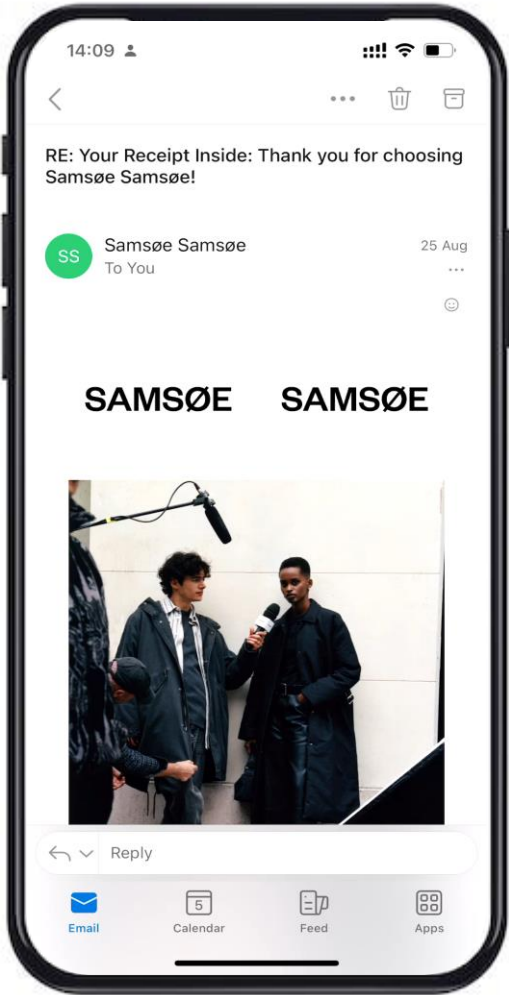 14:09
RE: Your Receipt Inside: Thank you for choosing
Samsøe Samsøe!
SS
Samsøe Samsøe
25 Aug
To You
SAMSØE SAMSØE
Reply
5
Email
Calendar
Feed
Apps